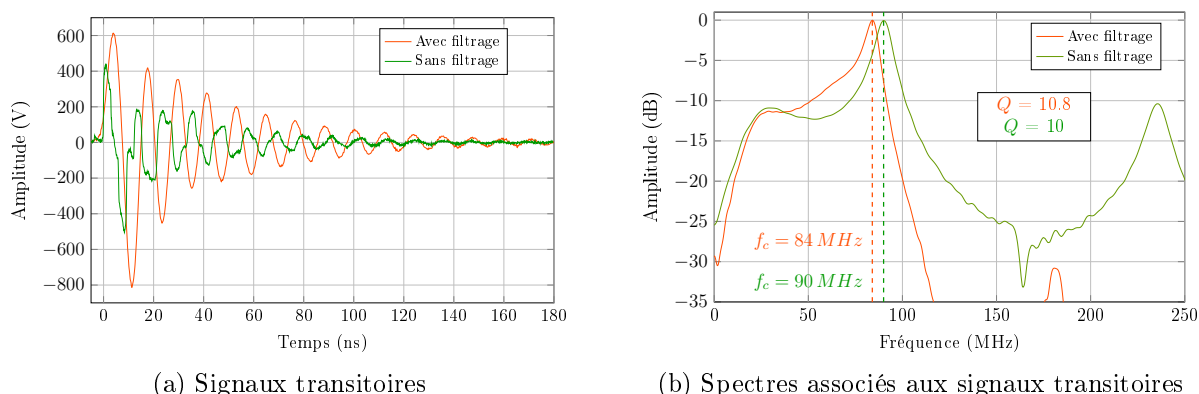 600
400
200
0
−200
−400
−600
−800
Amplitude (V)
0 20 40 60 80 100 120 140 160 180
Temps (ns)
Avec filtrage
Sans filtrage
(a) Signaux transitoires
0
−5
−10
−15
−20
−25
−30
−35
Amplitude (dB)
0 50 100 150 200 250
Fréquence (MHz)
Avec filtrage
Sans filtrage
Q = 10.8
Q = 10
f_c = 84 MHz
f_c = 90 MHz
(b) Spectres associés aux signaux transitoires